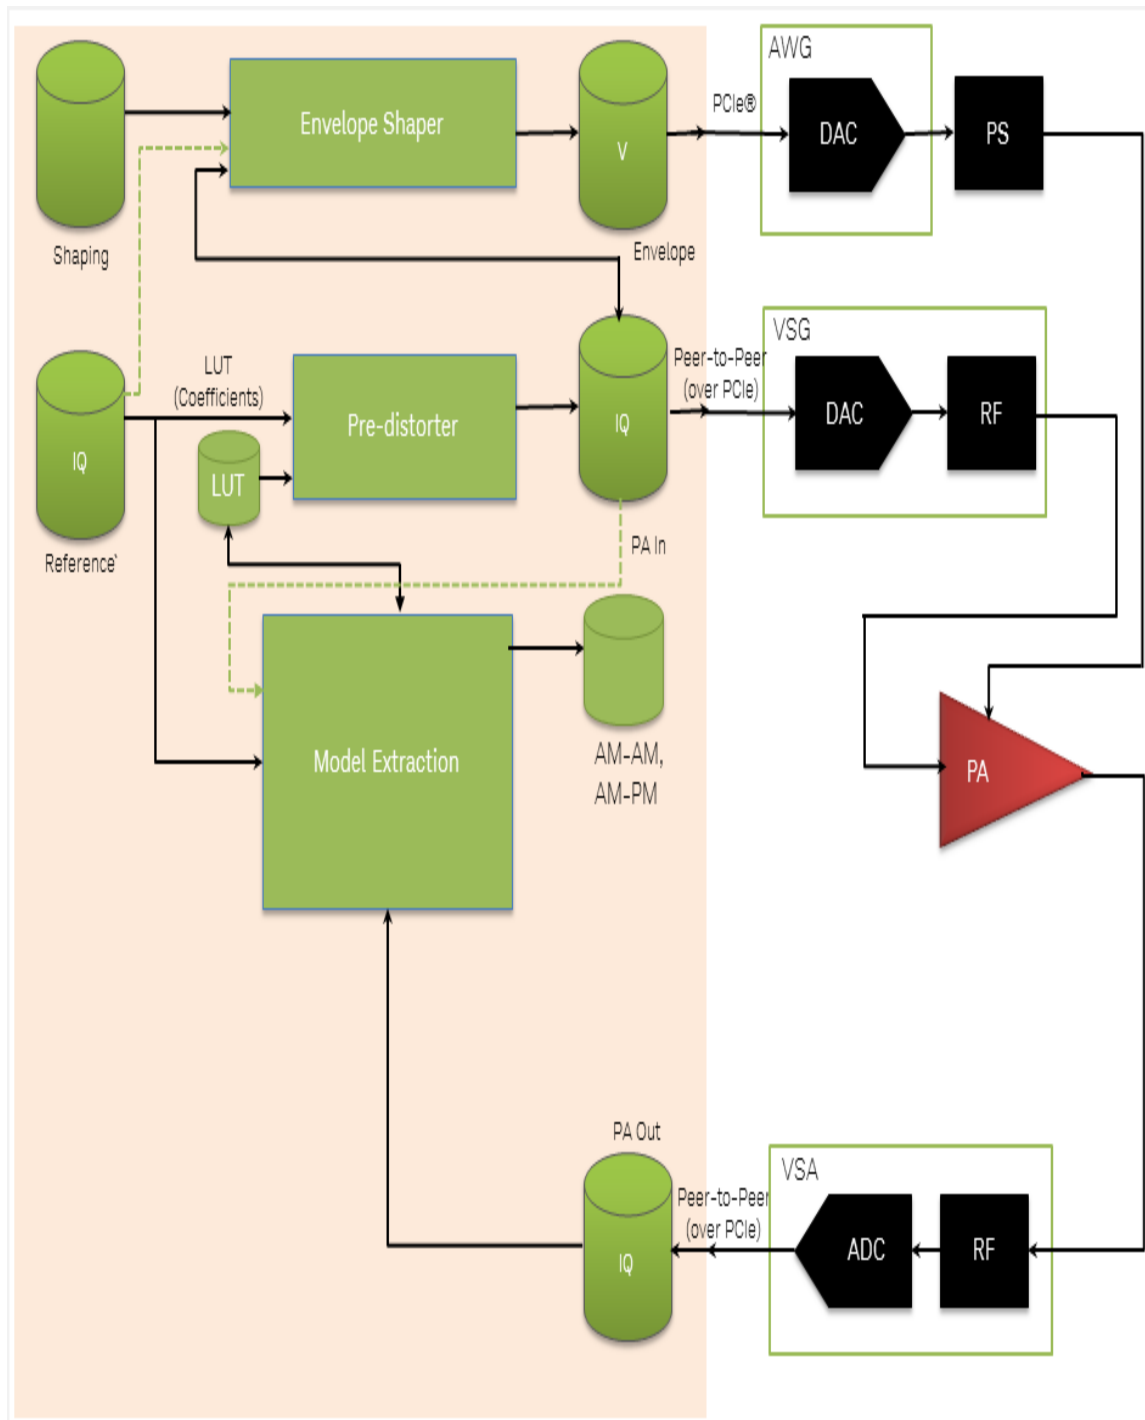 AWG
PCIe®
Envelope Shaper
V
DAC
PS
Shaping
Envelope
VSG
LUT
(Coefficients)
Peer-to-Peer
(over PCIe)
Pre-distorter
IQ
DAC
RF
IQ
LUT
Reference`
PA In
Model Extraction
AM-AM,
AM-PM
PA
PA Out
VSA
Peer-to-Peer
(over PCIe)
IQ
ADC
RF